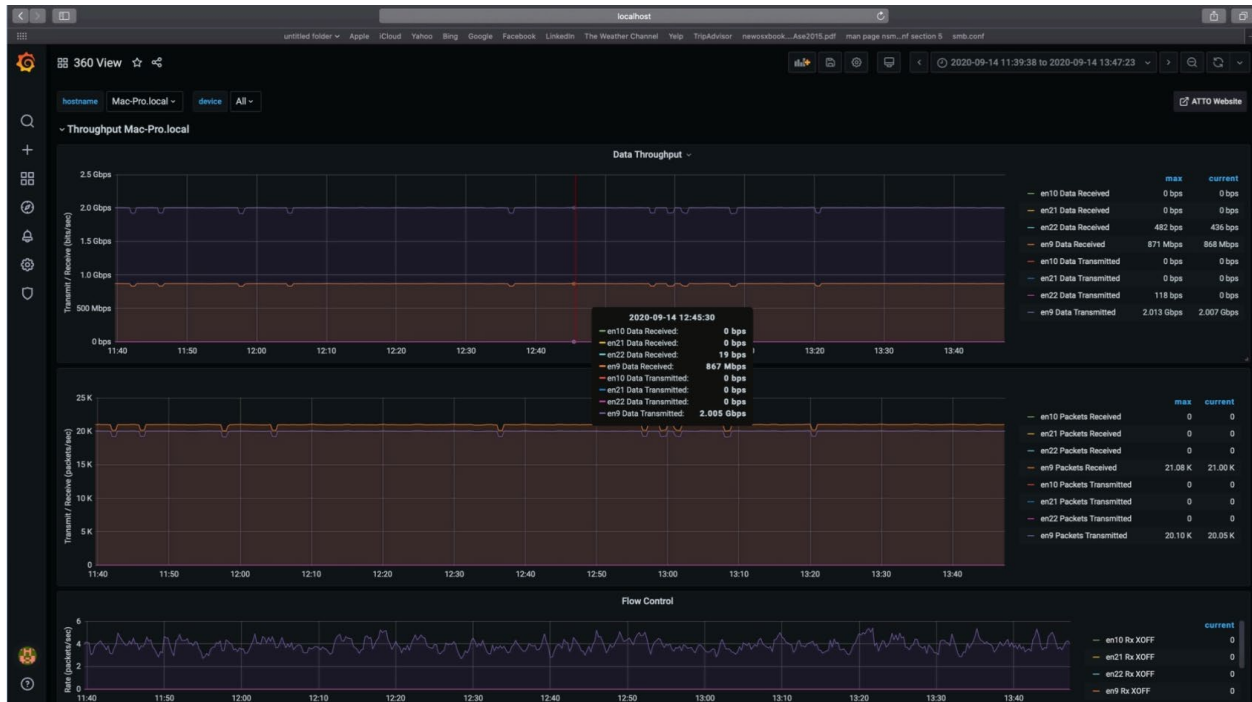 localhost
untitled folder Apple iCloud Yahoo Bing Google Facebook LinkedIn The Weather Channel Yelp TripAdvisor newosxbook....Ase2015.pdf man page nsm...nf section 5 smb.conf
360 View 2020-09-14 11:39:38 to 2020-09-14 13:47:23
hostname Mac-Pro.local device All ATTO Website
Throughput Mac-Pro.local
Data Throughput
Transmit / Receive (bits/sec)
2.5 Gbps
2.0 Gbps
1.5 Gbps
1.0 Gbps
500 Mbps
0 bps
11:40 11:50 12:00 12:10 12:20 12:30 12:40 13:20 13:30 13:40
max current
en10 Data Received 0 bps 0 bps
en21 Data Received 0 bps 0 bps
en22 Data Received 482 bps 436 bps
en9 Data Received 871 Mbps 868 Mbps
en10 Data Transmitted 0 bps 0 bps
en21 Data Transmitted 0 bps 0 bps
en22 Data Transmitted 118 bps 0 bps
en9 Data Transmitted 2.013 Gbps 2.007 Gbps
2020-09-14 12:45:30
en10 Data Received: 0 bps
en21 Data Received: 0 bps
en22 Data Received: 19 bps
en9 Data Received: 867 Mbps
en10 Data Transmitted: 0 bps
en21 Data Transmitted: 0 bps
en22 Data Transmitted: 0 bps
en9 Data Transmitted: 2.005 Gbps
Transmit / Receive (packets/sec)
25 K
20 K
15 K
10 K
5 K
0
11:40 11:50 12:00 12:10 12:20 12:30 12:40 12:50 13:00 13:10 13:20 13:30 13:40
max current
en10 Packets Received 0 0
en21 Packets Received 0 0
en22 Packets Received 0 0
en9 Packets Received 21.08 K 21.00 K
en10 Packets Transmitted 0 0
en21 Packets Transmitted 0 0
en22 Packets Transmitted 0 0
en9 Packets Transmitted 20.10 K 20.05 K
Flow Control
Rate (packets/sec)
6
4
2
0
11:40 11:50 12:00 12:10 12:20 12:30 12:40 12:50 13:00 13:10 13:20 13:30 13:40
current
en10 Rx XOFF 0
en21 Rx XOFF 0
en22 Rx XOFF 0
en9 Rx XOFF 0